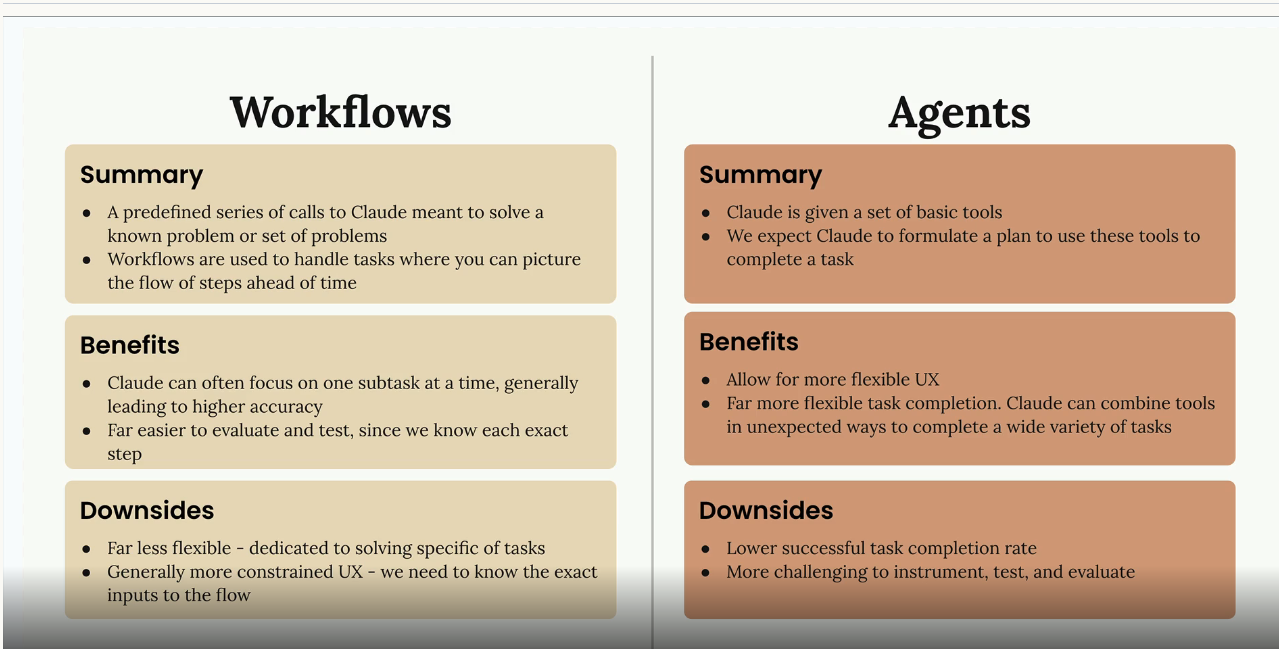 Workflows
Summary
● A predefined series of calls to Claude meant to solve a
known problem or set of problems
● Workflows are used to handle tasks where you can picture
the flow of steps ahead of time
Benefits
● Claude can often focus on one subtask at a time, generally
leading to higher accuracy
● Far easier to evaluate and test, since we know each exact
step
Downsides
● Far less flexible - dedicated to solving specific of tasks
● Generally more constrained UX - we need to know the exact
inputs to the flow
Agents
Summary
● Claude is given a set of basic tools
● We expect Claude to formulate a plan to use these tools to
complete a task
Benefits
● Allow for more flexible UX
● Far more flexible task completion. Claude can combine tools
in unexpected ways to complete a wide variety of tasks
Downsides
● Lower successful task completion rate
● More challenging to instrument, test, and evaluate